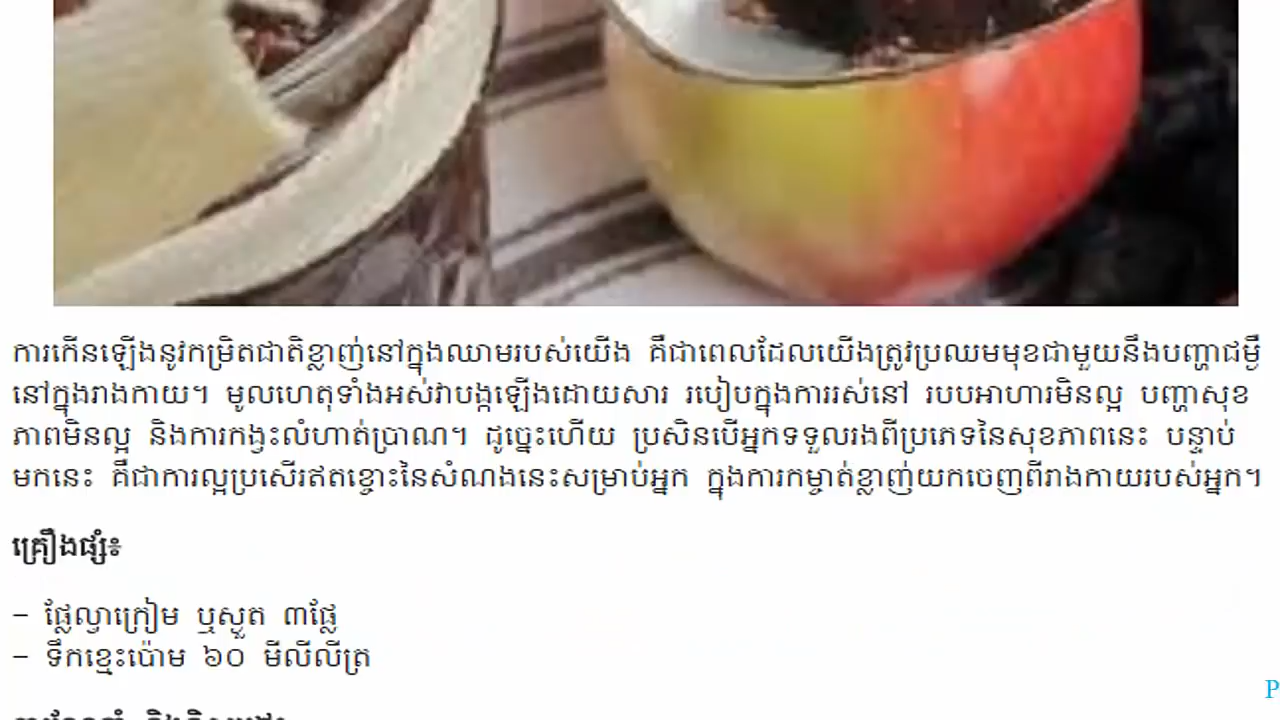 ការកើនឡើងនូវកម្រិតជាតិខ្លាញ់នៅក្នុងឈាមរបស់យើង គឺជាពេលដែលយើងត្រូវប្រឈមមុខជាមួយនឹងបញ្ហាជម្ងឺ
នៅក្នុងរាងកាយ។ មូលហេតុទាំងអស់វាបង្កឡើងដោយសារ របៀបក្នុងការរស់នៅ របបអាហារមិនល្អ បញ្ហាសុខ
ភាពមិនល្អ និងការកង្វះលំហាត់ប្រាណ។ ដូច្នេះហើយ ប្រសិនបើអ្នកទទួលរងពីប្រភេទនៃសុខភាពនេះ បន្ទាប់
មកនេះ គឺជាការល្អប្រសើរឥតខ្ចោះនៃសំណងនេះសម្រាប់អ្នក ក្នុងការកម្ចាត់ខ្លាញ់យកចេញពីរាងកាយរបស់អ្នក។
គ្រឿងផ្សំ៖
– ផ្លែល្វាក្រៀម ឬស្ងួត ៣ផ្លែ
– ទឹកខ្មេះប៉ោម ៦០ មីលីលីត្រ
P